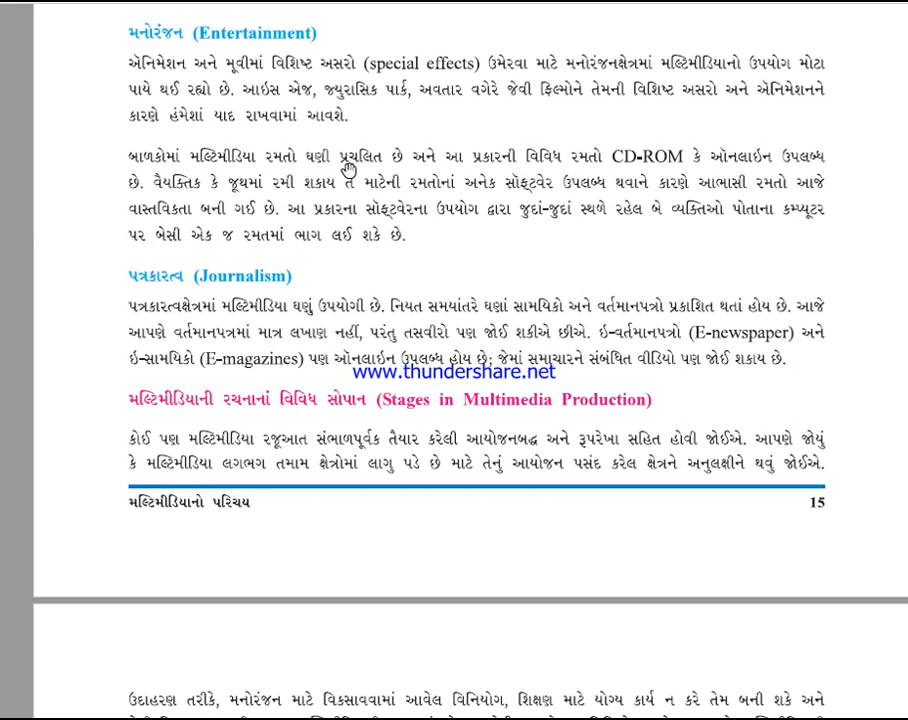 મનોરંજન (Entertainment)
ઍનિમેશન અને મૂવીમાં વિશિષ્ટ અસરો (special effects) ઉમેરવા માટે મનોરંજનક્ષેત્રમાં મલ્ટિમીડિયાનો ઉપયોગ મોટા
પાયે થઈ રહ્યો છે. આઇસ એજ, જ્યુરાસિક પાર્ક, અવતાર વગેરે જેવી ફિલ્મોને તેમની વિશિષ્ટ અસરો અને ઍનિમેશનને
કારણે હંમેશાં યાદ રાખવામાં આવશે.
બાળકોમાં મલ્ટિમીડિયા રમતો ઘણી પ્રચલિત છે અને આ પ્રકારની વિવિધ રમતો CD-ROM કે ઑનલાઇન ઉપલબ્ધ
છે. વૈયક્તિક કે જૂથમાં રમી શકાય તે માટેની રમતોનાં અનેક સૉફ્ટવેર ઉપલબ્ધ થવાને કારણે આભાસી રમતો આજે
વાસ્તવિકતા બની ગઈ છે. આ પ્રકારના સૉફ્ટવેરના ઉપયોગ દ્વારા જુદાં-જુદાં સ્થળે રહેલ બે વ્યક્તિઓ પોતાના કમ્પ્યૂટર
પર બેસી એક જ રમતમાં ભાગ લઈ શકે છે.
પત્રકારત્વ (Journalism)
પત્રકારત્વક્ષેત્રમાં મલ્ટિમીડિયા ઘણું ઉપયોગી છે. નિયત સમયાંતરે ઘણાં સામયિકો અને વર્તમાનપત્રો પ્રકાશિત થતાં હોય છે. આજે
આપણે વર્તમાનપત્રમાં માત્ર લખાણ નહીં, પરંતુ તસવીરો પણ જોઈ શકીએ છીએ. ઇ-વર્તમાનપત્રો (E-newspaper) અને
ઇ-સામયિકો (E-magazines) પણ ઑનલાઇન ઉપલબ્ધ હોય છે; જેમાં સમાચારને સંબંધિત વીડિયો પણ જોઈ શકાય છે.
www.thundershare.net
મલ્ટિમીડિયાની રચનાનાં વિવિધ સોપાન (Stages in Multimedia Production)
કોઈ પણ મલ્ટિમીડિયા રજૂઆત સંભાળપૂર્વક તૈયાર કરેલી આયોજનબદ્ધ અને રૂપરેખા સહિત હોવી જોઈએ. આપણે જોયું
કે મલ્ટિમીડિયા લગભગ તમામ ક્ષેત્રોમાં લાગુ પડે છે માટે તેનું આયોજન પસંદ કરેલ ક્ષેત્રને અનુલક્ષીને થવું જોઈએ.
મલ્ટિમીડિયાનો પરિચય 15
ઉદાહરણ તરીકે, મનોરંજન માટે વિકસાવવામાં આવેલ વિનિયોગ, શિક્ષણ માટે યોગ્ય કાર્ય ન કરે તેમ બની શકે અને